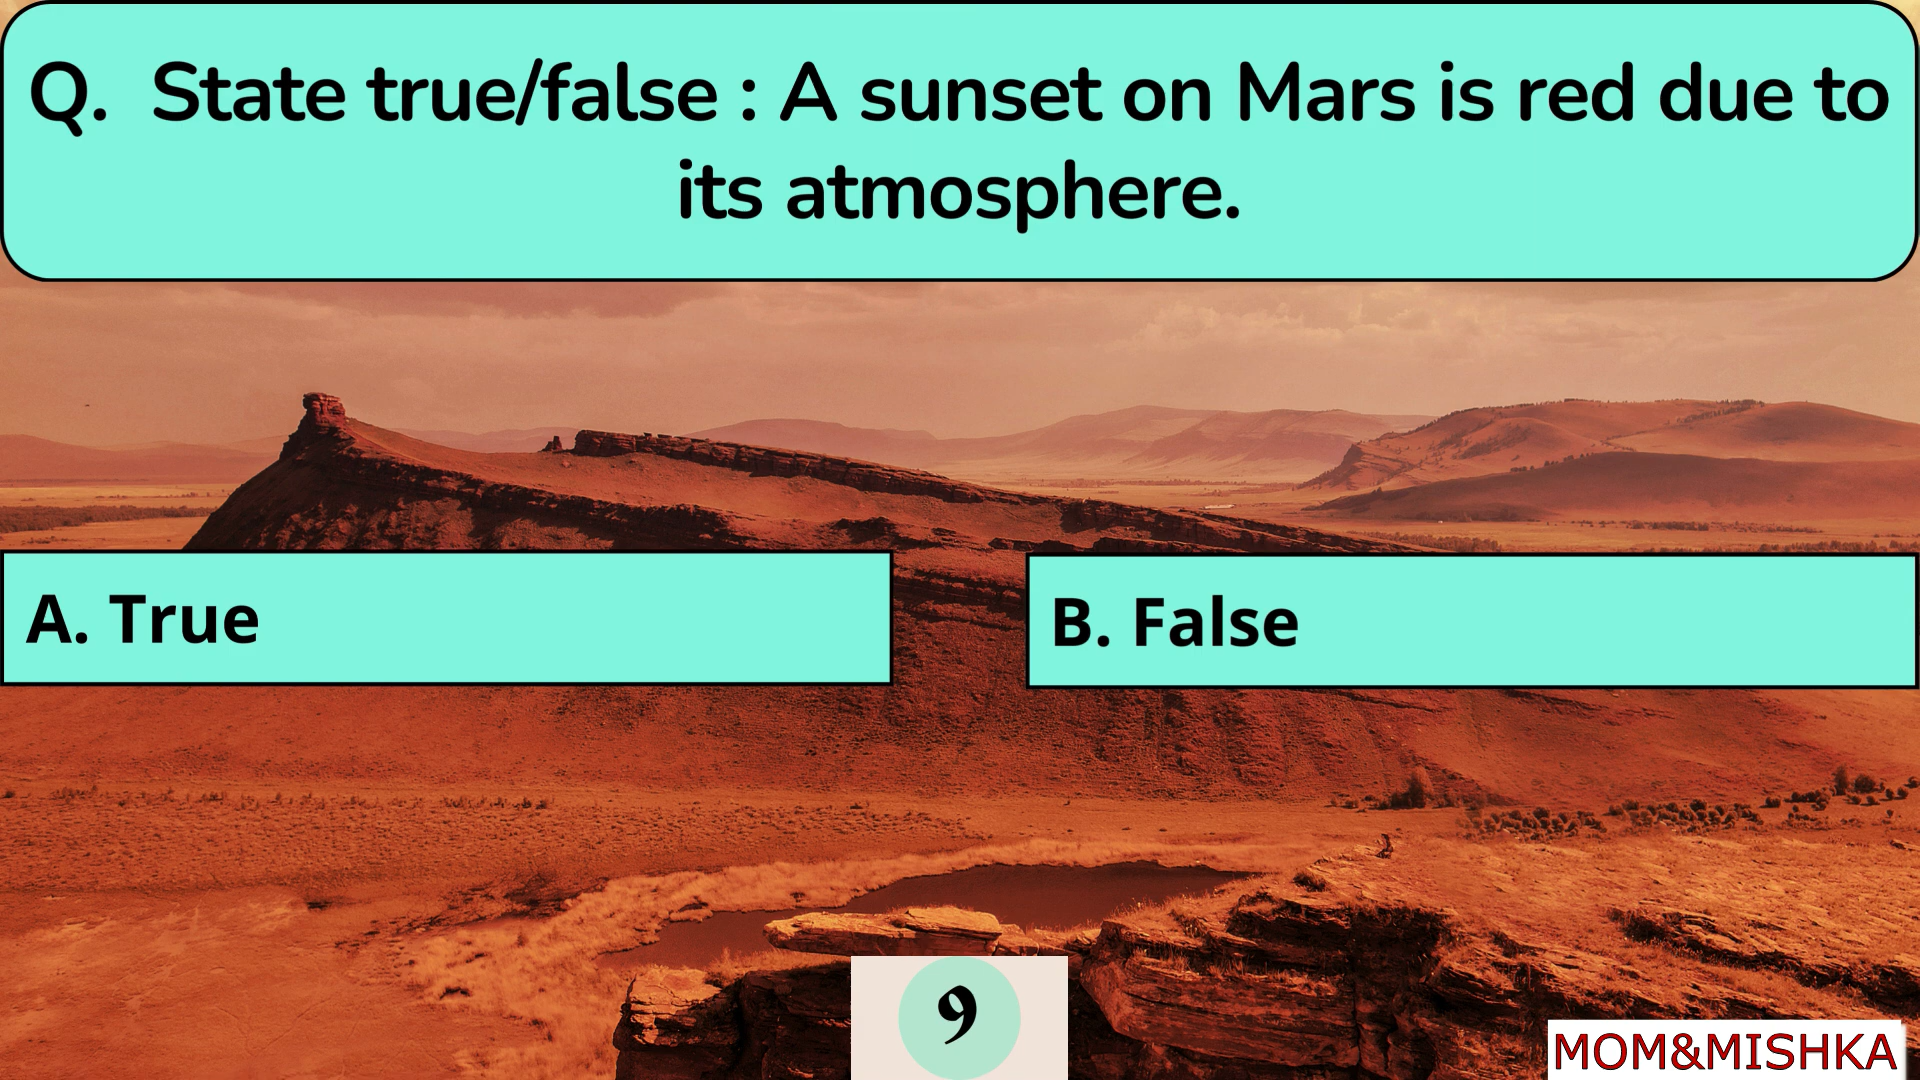 Q. State true/false : A sunset on Mars is red due to
its atmosphere.
A. True
B. False
9
MOM&MISHKA